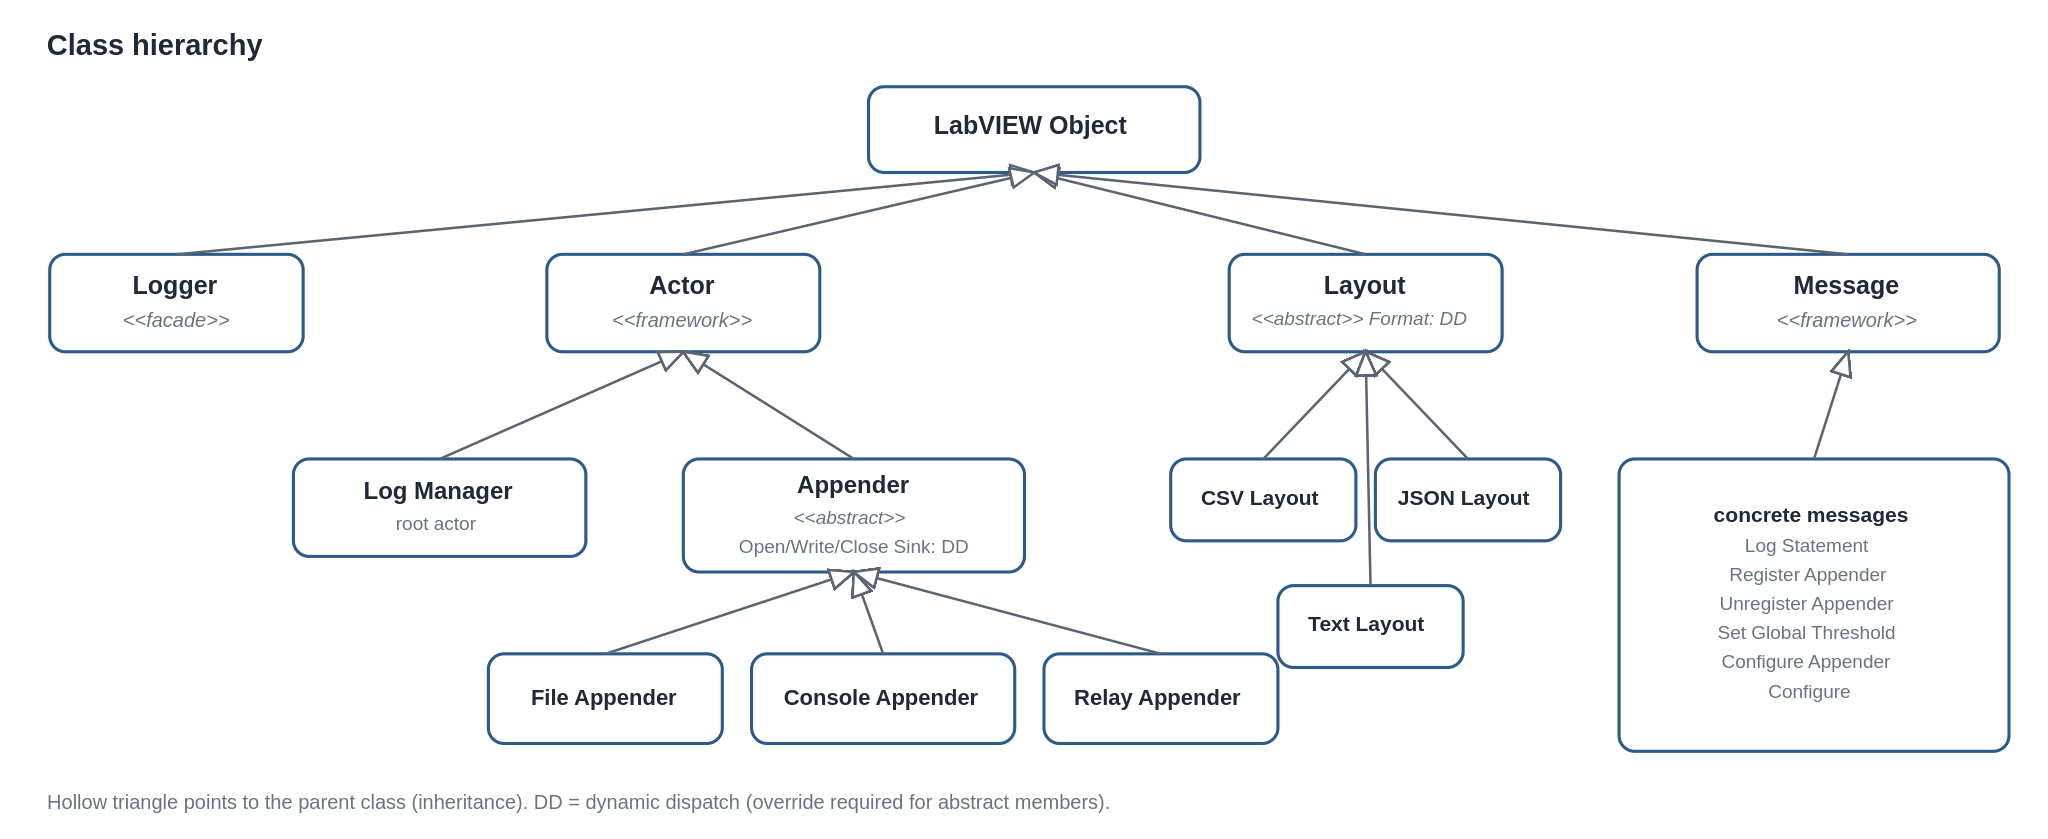 Class hierarchy
LabVIEW Object
Logger
<<facade>>
Actor
<<framework>>
Layout
<<abstract>> Format: DD
Message
<<framework>>
Log Manager
root actor
Appender
<<abstract>>
Open/Write/Close Sink: DD
CSV Layout
JSON Layout
Text Layout
concrete messages
Log Statement
Register Appender
Unregister Appender
Set Global Threshold
Configure Appender
Configure
File Appender
Console Appender
Relay Appender
Hollow triangle points to the parent class (inheritance). DD = dynamic dispatch (override required for abstract members).